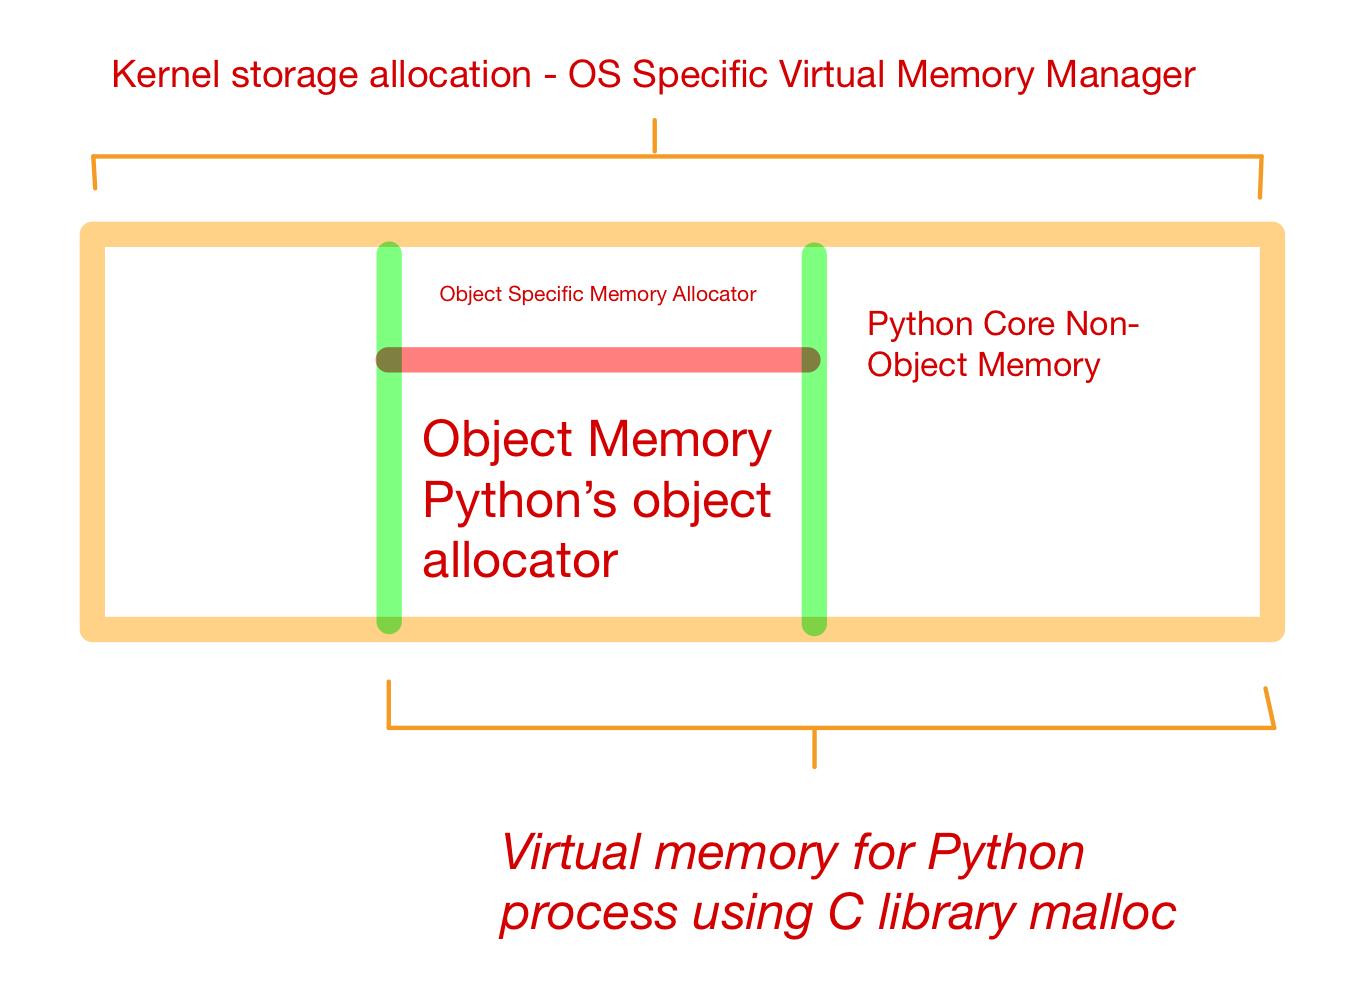 Kernel storage allocation - OS Specific Virtual Memory Manager
Object Specific Memory Allocator
Python Core Non-
Object Memory
Object Memory
Python’s object
allocator
Virtual memory for Python
process using C library malloc